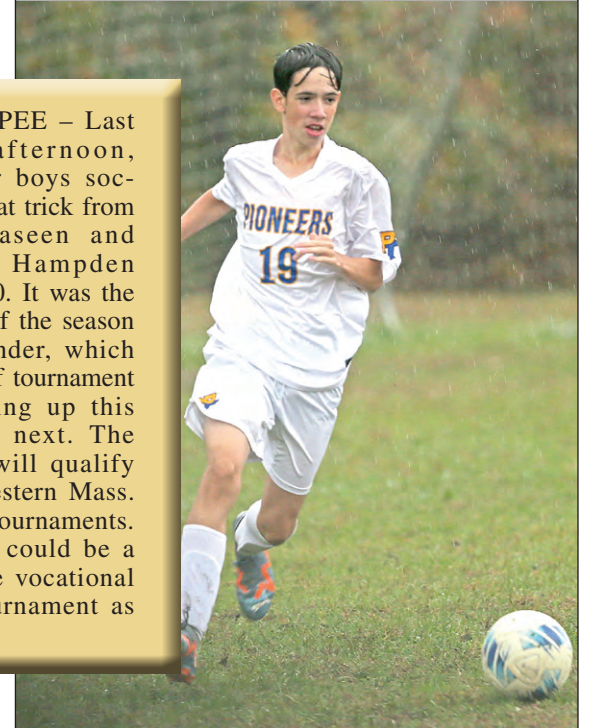 PEE – Last
afternoon,
r boys soc-
at trick from
aseen and
Hampden
0. It was the
f the season
nder, which
f tournament
ng up this
next. The
will qualify
estern Mass.
ournaments.
could be a
e vocational
urnament as
PIONEERS
19